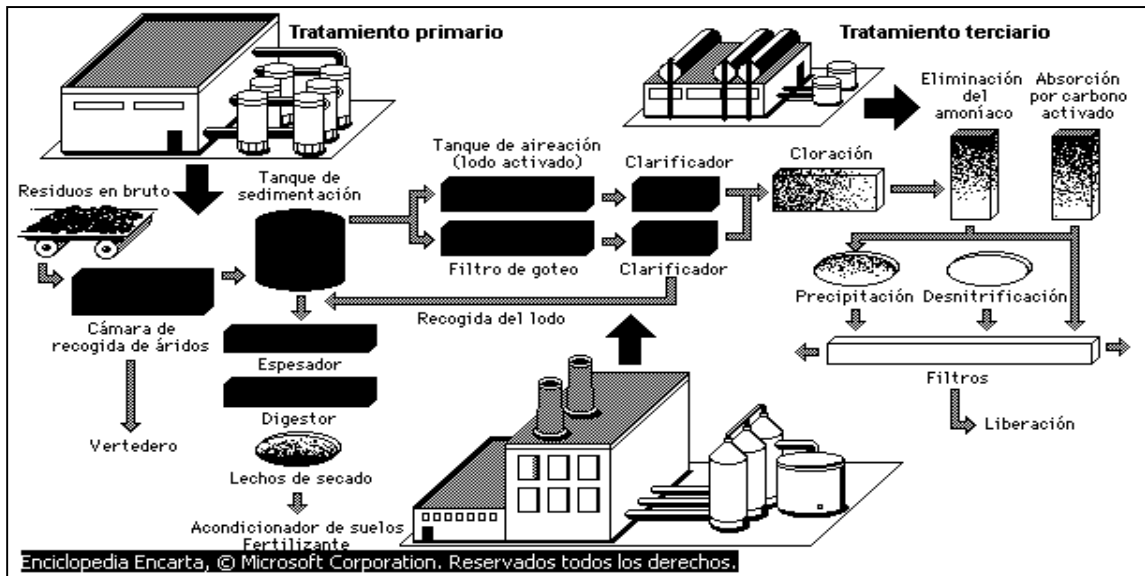 Tratamiento primario
Tratamiento terciario
Eliminación
del
amoníaco
Absorción
por carbono
activado
Residuos en bruto
Tanque de
sedimentación
Tanque de aireación
(lodo activado)
Clarificador
Cloración
Filtro de goteo
Clarificador
Precipitación
Desnitrificación
Cámara de
recogida de áridos
Recogida del lodo
Espesador
Filtros
Digestor
Vertedero
Liberación
Lechos de secado
Acondicionador de suelos
Fertilizante
Enciclopedia Encarta, © Microsoft Corporation. Reservados todos los derechos.